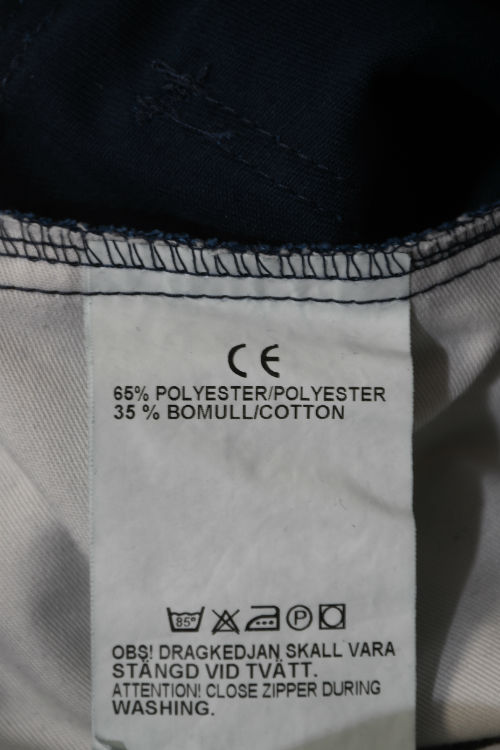 CE
65% POLYESTER/POLYESTER
35 % BOMULL/COTTON
85° P
OBS! DRAGKEDJAN SKALL VARA
STÄNGD VID TVÄTT.
ATTENTION! CLOSE ZIPPER DURING
WASHING.